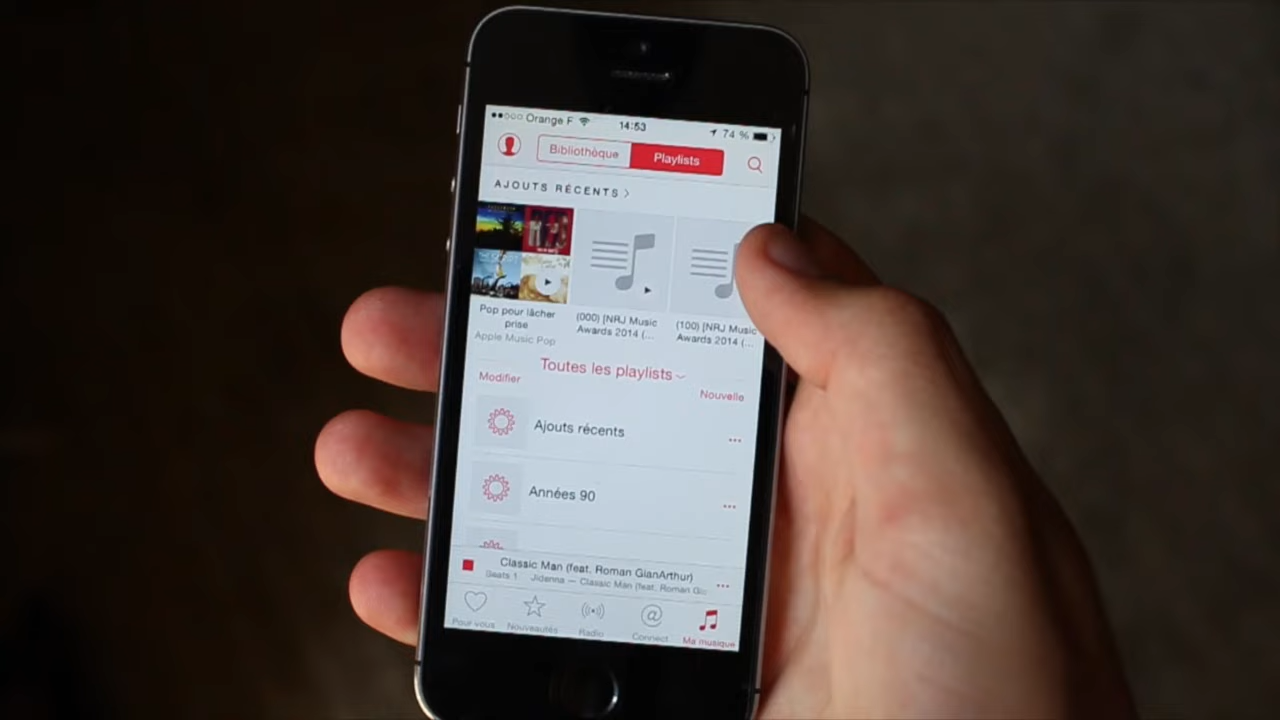 Orange F 14:53 74 %
Bibliothèque Playlists
AJOUTS RÉCENTS >
Pop pour lâcher
prise
Apple Music Pop
(000) [NRJ Music
Awards 2014 (...
(100) [NRJ Music
Awards 2014 (...
Toutes les playlists
Modifier
Nouvelle
Ajouts récents
Années 90
Classic Man (feat. Roman GianArthur)
Beats 1 Jidenna — Classic Man (feat. Roman Gi
Pour vous Nouveautés Radio Connect Ma musique